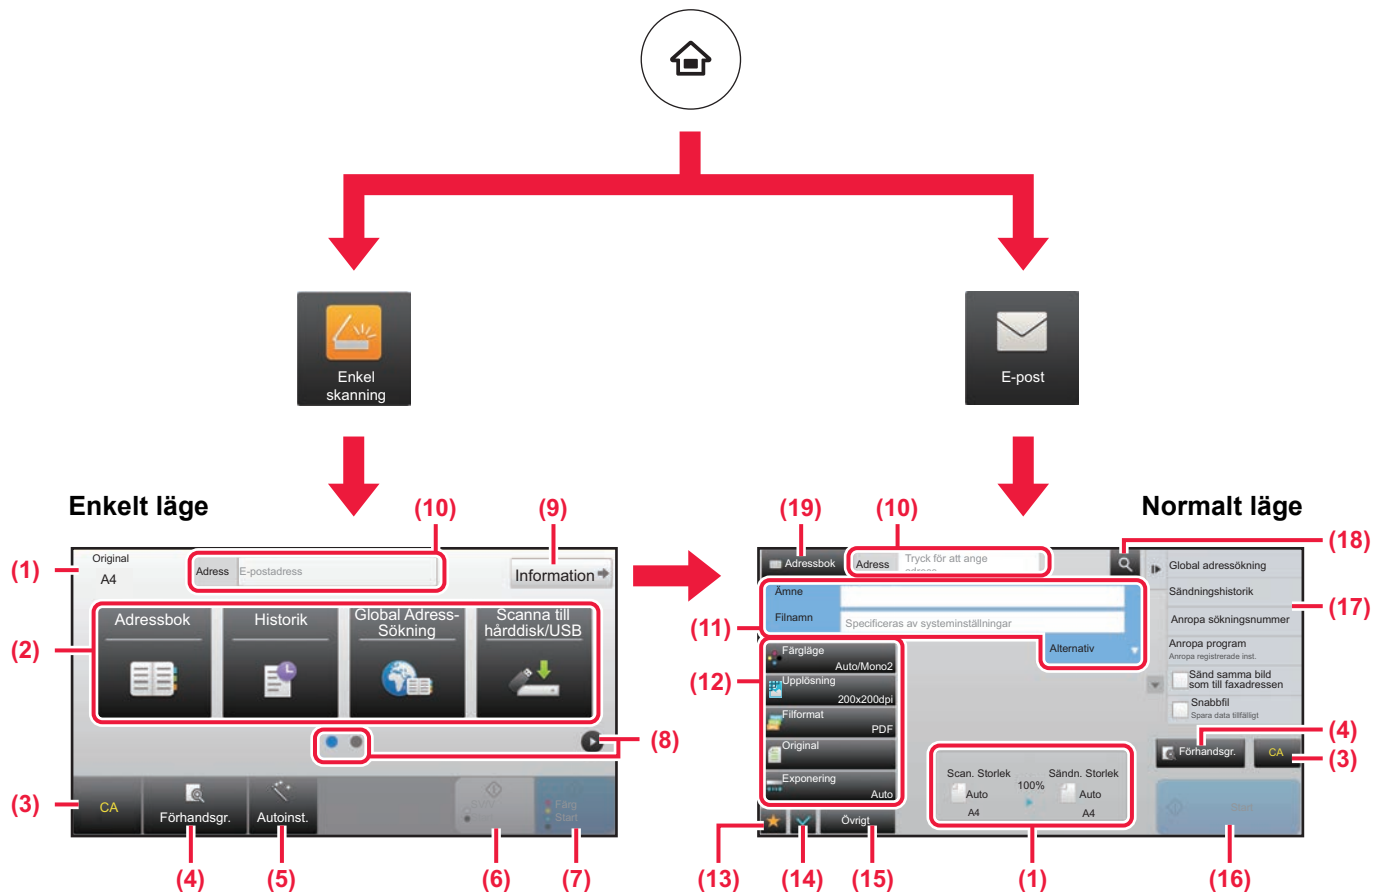 Enkel
skanning
E-post
Enkelt läge
Normalt läge
(10)
(9)
(19)
(10)
(18)
(1)
Original
A4
Adress
E-postadress
Information
(2)
Adressbok
Historik
Global Adress-
Sökning
Scanna till
hårddisk/USB
(8)
(3)
CA
Förhandsgr.
Autoinst.
Färg
Start
(4)
(5)
(6)
(7)
Adressbok
Adress
Tryck för att ange
Global adressökning
Ämne
Sändningshistorik
(17)
Filnamn
Specificeras av systeminställningar
Anropa sökningsnummer
(11)
Alternativ
Anropa program
Anropa registrerade inst.
Färgläge
Auto/Mono2
(12)
Upplösning
200x200dpi
Sänd samma bild
som till faxadressen
Filformat
PDF
Snabbfil
Spara data tillfälligt
(4)
Original
Förhandsgr.
CA
(3)
Exponering
Auto
Scan. Storlek
100%
Sändn. Storlek
Auto
Auto
A4
A4
Övrigt
(13)
(14)
(15)
(1)
(16)